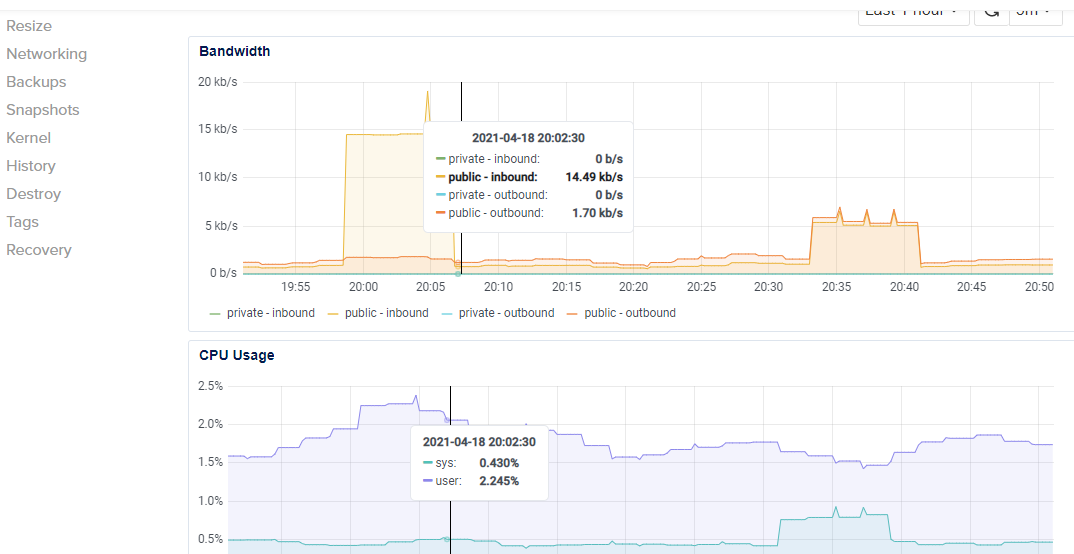 Resize
Networking
Backups
Snapshots
Kernel
History
Destroy
Tags
Recovery
Last 1 hour
5m
Bandwidth
20 kb/s
15 kb/s
10 kb/s
5 kb/s
0 b/s
2021-04-18 20:02:30
private - inbound: 0 b/s
public - inbound: 14.49 kb/s
private - outbound: 0 b/s
public - outbound: 1.70 kb/s
19:55 20:00 20:05 20:10 20:15 20:20 20:25 20:30 20:35 20:40 20:45 20:50
private - inbound public - inbound private - outbound public - outbound
CPU Usage
2.5%
2.0%
1.5%
1.0%
0.5%
2021-04-18 20:02:30
sys: 0.430%
user: 2.245%